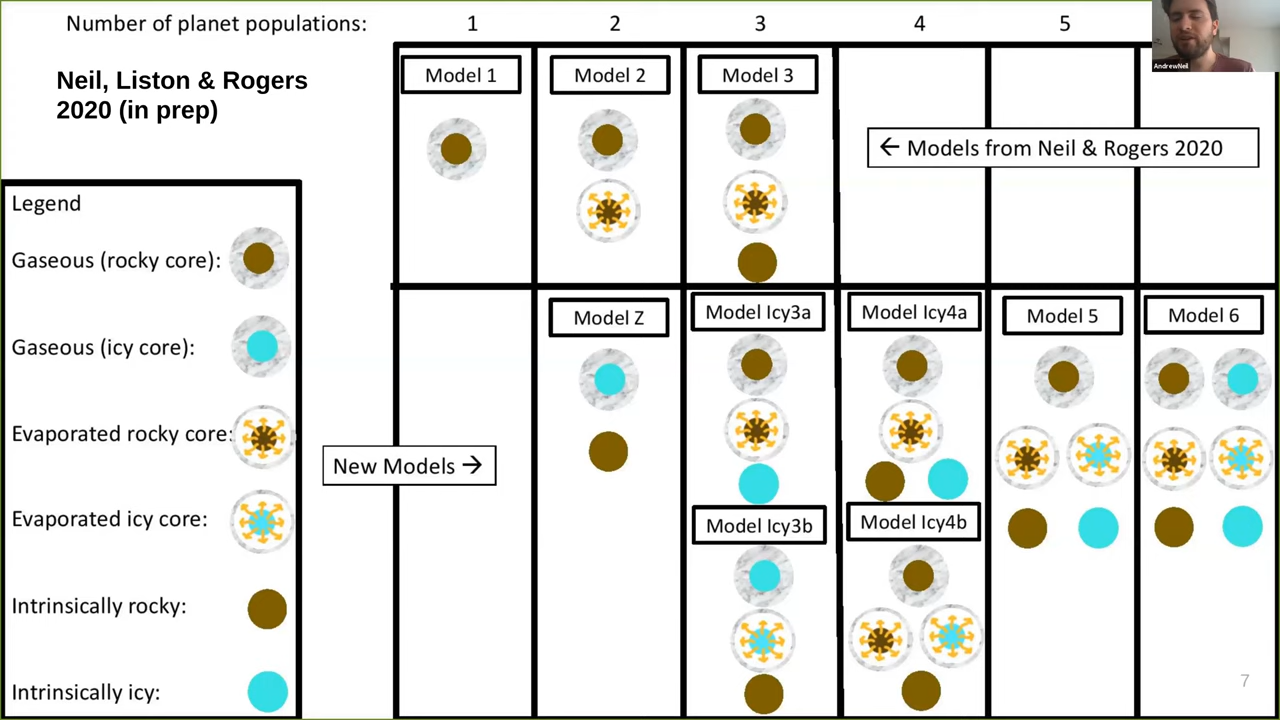 Number of planet populations: 1 2 3 4 5
AndrewNeil
Neil, Liston & Rogers
2020 (in prep)
Model 1
Model 2
Model 3
← Models from Neil & Rogers 2020
Legend
Gaseous (rocky core):
Gaseous (icy core):
Evaporated rocky core:
Evaporated icy core:
Intrinsically rocky:
Intrinsically icy:
New Models →
Model Z
Model Icy3a
Model Icy4a
Model 5
Model 6
Model Icy3b
Model Icy4b
7